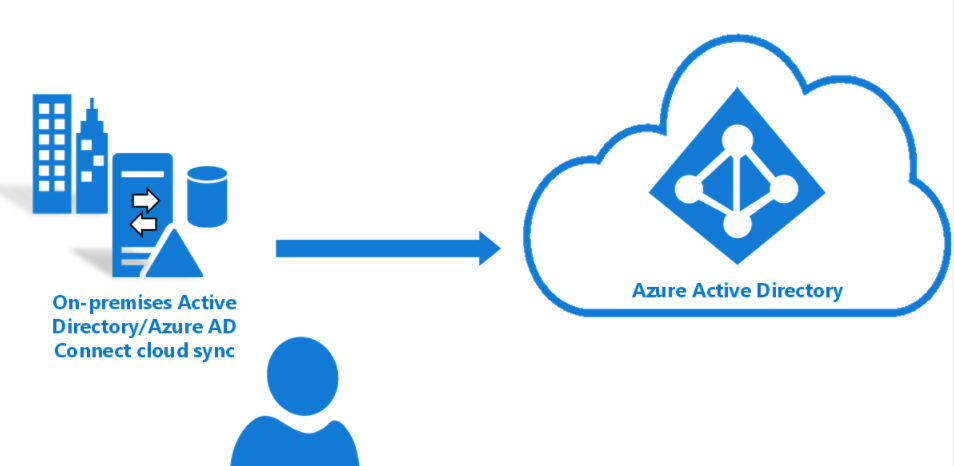 Azure Active Directory
On-premises Active
Directory/Azure AD
Connect cloud sync